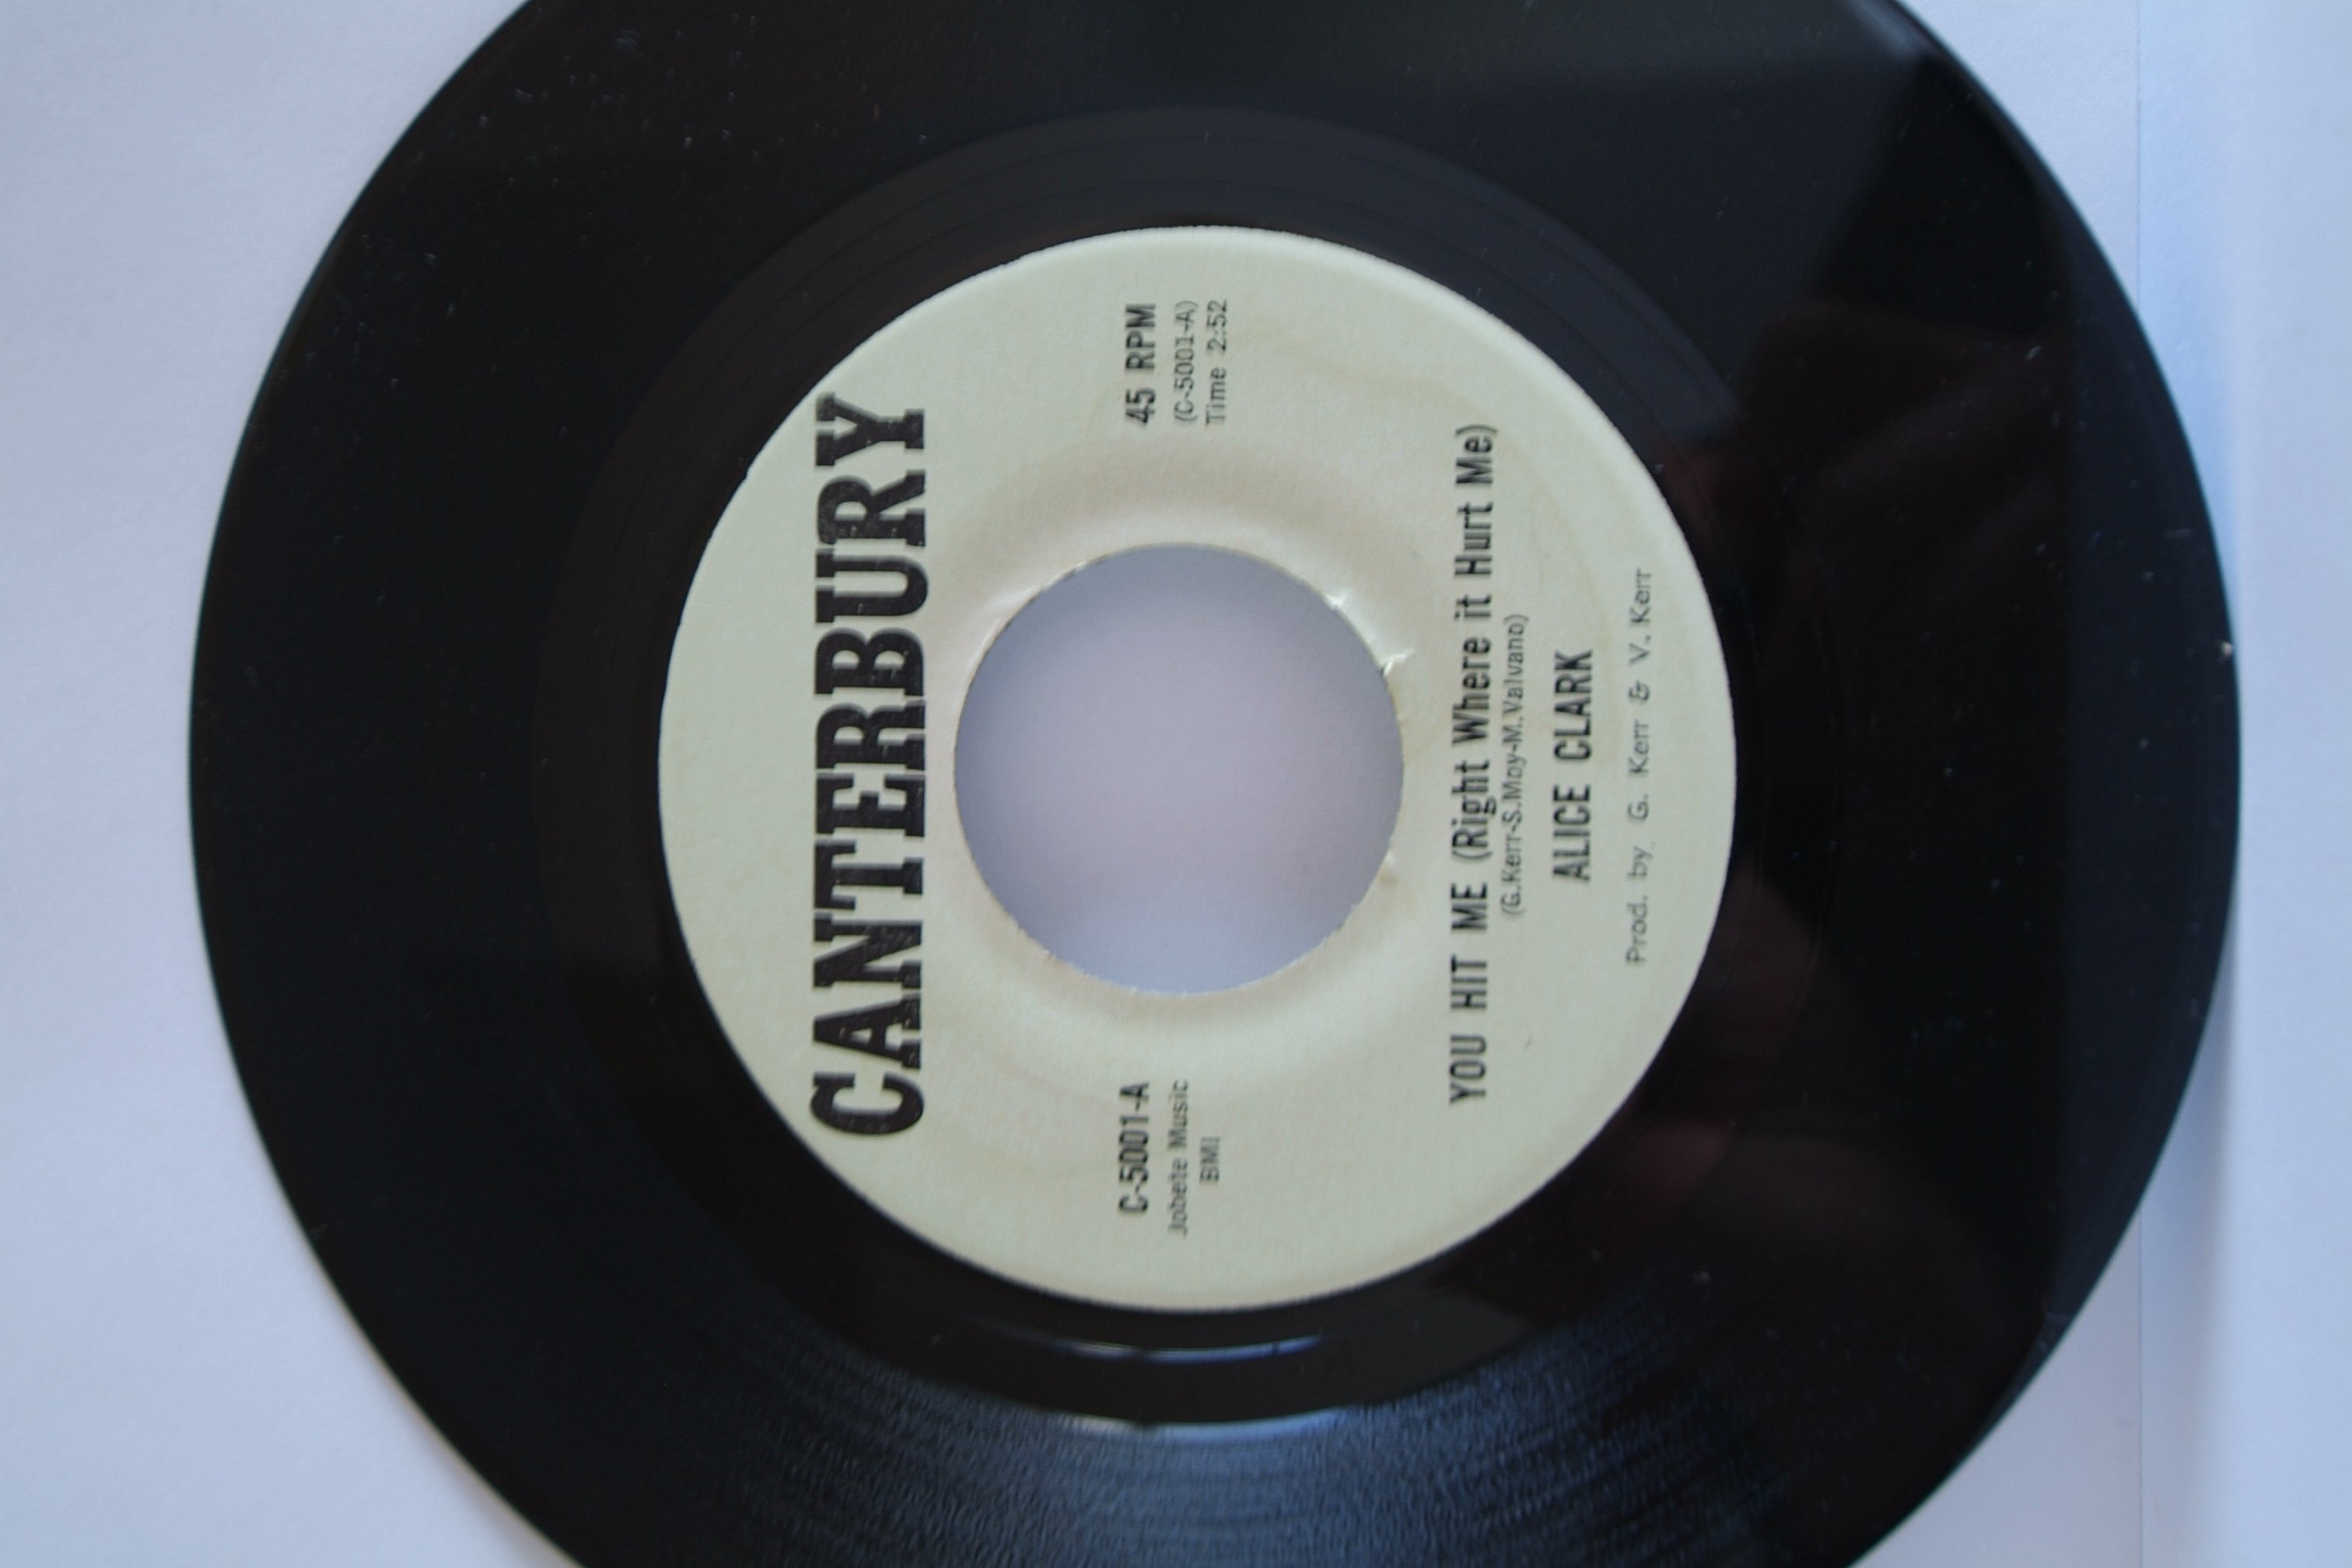 CANTERBURY
C-5001-A
Jobete Music
BMI
45 RPM
(C-5001-A)
Time 2:52
YOU HIT ME (Right Where it Hurt Me)
(G.Kerr-S.Moy-M.Valvano)
ALICE CLARK
Prod. by G. Kerr & V. Kerr